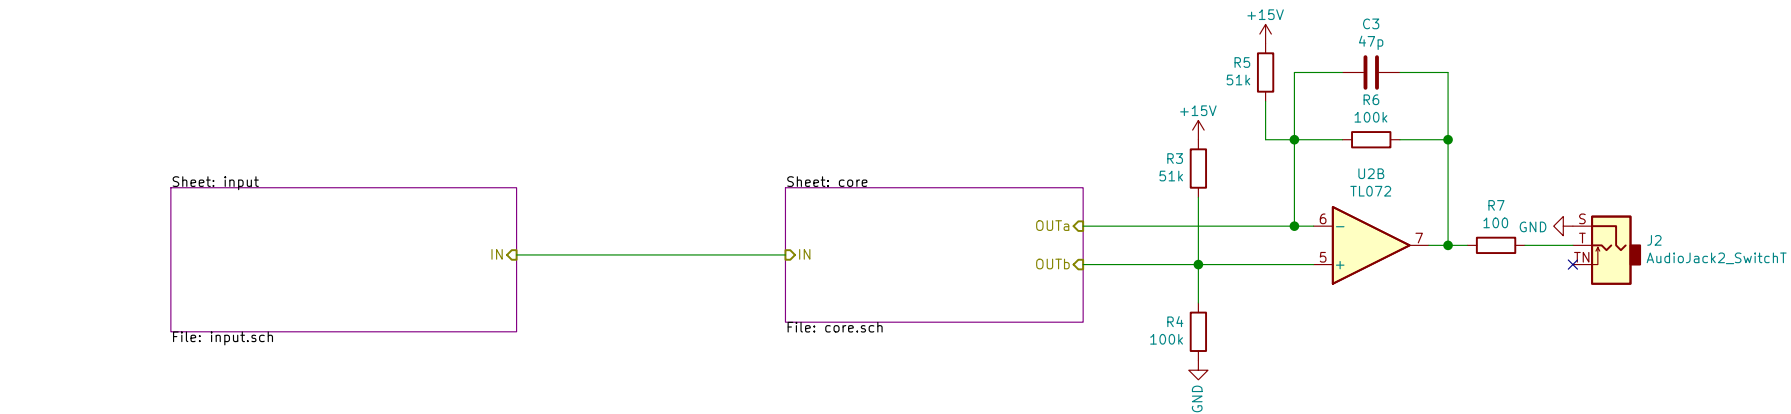 +15V
C3
47p
R5
51k
R6
100k
+15V
R3
51k
U2B
TL072
Sheet: input
Sheet: core
IN
IN
OUTa
OUTb
6
−
5
+
7
R7
100
GND
S
T
TN
J2
AudioJack2_SwitchT
R4
100k
File: input.sch
File: core.sch
GND